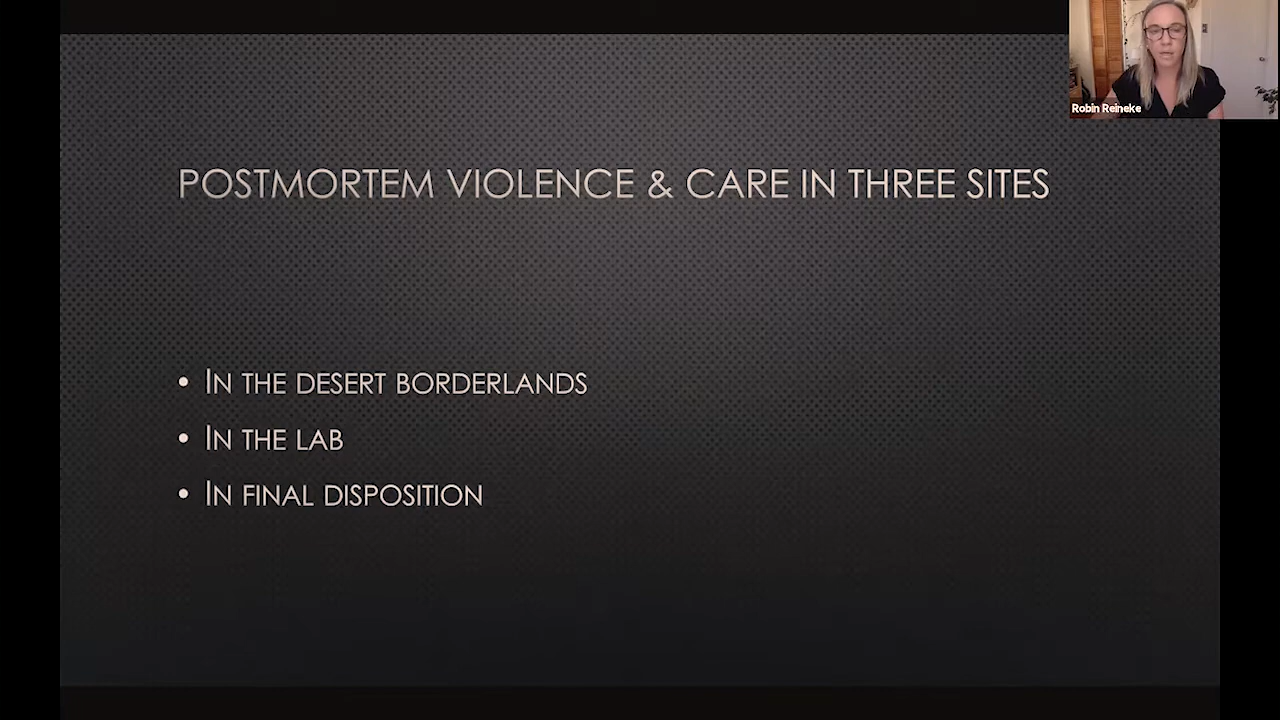 Robin Reineke
POSTMORTEM VIOLENCE & CARE IN THREE SITES
• IN THE DESERT BORDERLANDS
• IN THE LAB
• IN FINAL DISPOSITION